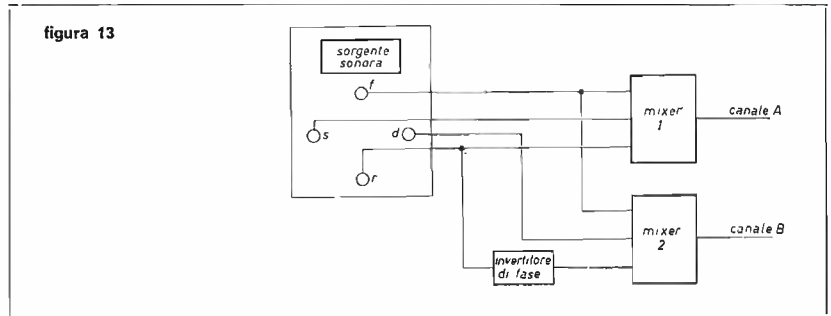 figura 13
sorgente
sonora
f
s
d
r
mixer
1
canale A
mixer
2
canale B
invertitore
di fase